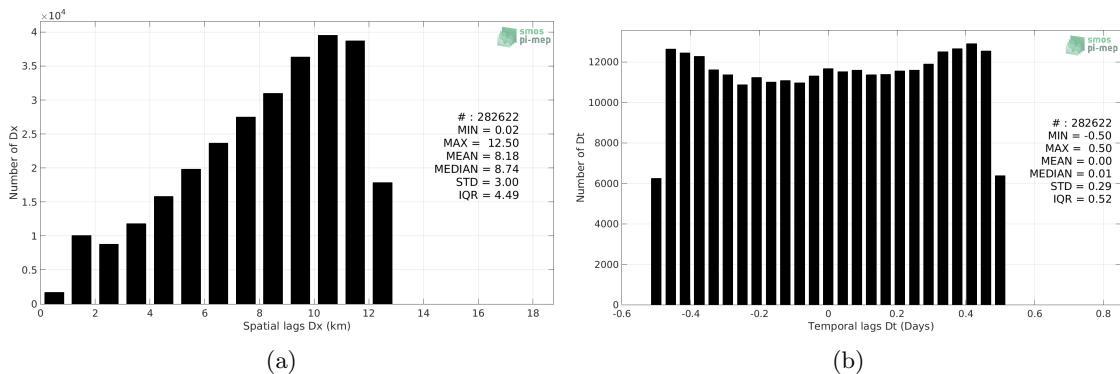 ×10⁴
smos
pi-mep
# : 282622
MIN = 0.02
MAX = 12.50
MEAN = 8.18
MEDIAN = 8.74
STD = 3.00
IQR = 4.49
Number of Dx
4
3.5
3
2.5
2
1.5
1
0.5
0
0 2 4 6 8 10 12 14 16 18
Spatial lags Dx (km)
(a)
smos
pi-mep
# : 282622
MIN = -0.50
MAX = 0.50
MEAN = 0.00
MEDIAN = 0.01
STD = 0.29
IQR = 0.52
Number of Dt
12000
10000
8000
6000
4000
2000
0
-0.6 -0.4 -0.2 0 0.2 0.4 0.6 0.8
Temporal lags Dt (Days)
(b)